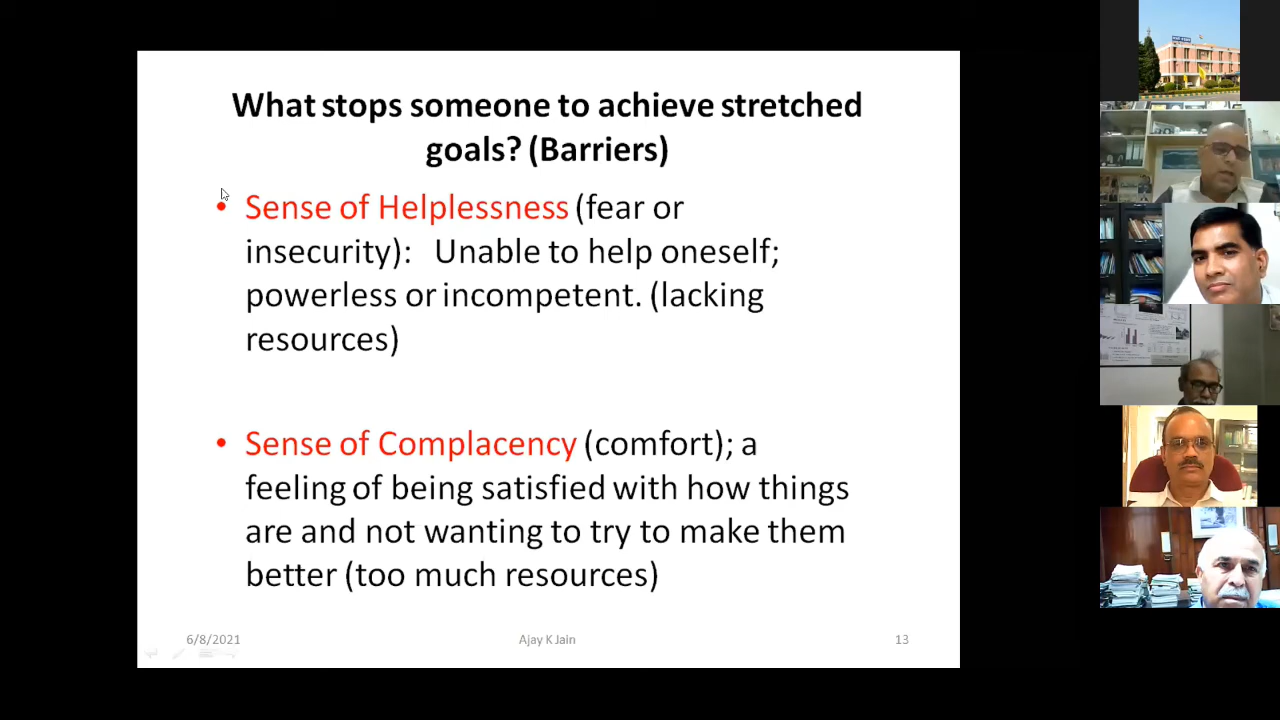 What stops someone to achieve stretched
goals? (Barriers)
• Sense of Helplessness (fear or
insecurity): Unable to help oneself;
powerless or incompetent. (lacking
resources)
• Sense of Complacency (comfort); a
feeling of being satisfied with how things
are and not wanting to try to make them
better (too much resources)
6/8/2021 Ajay K Jain 13